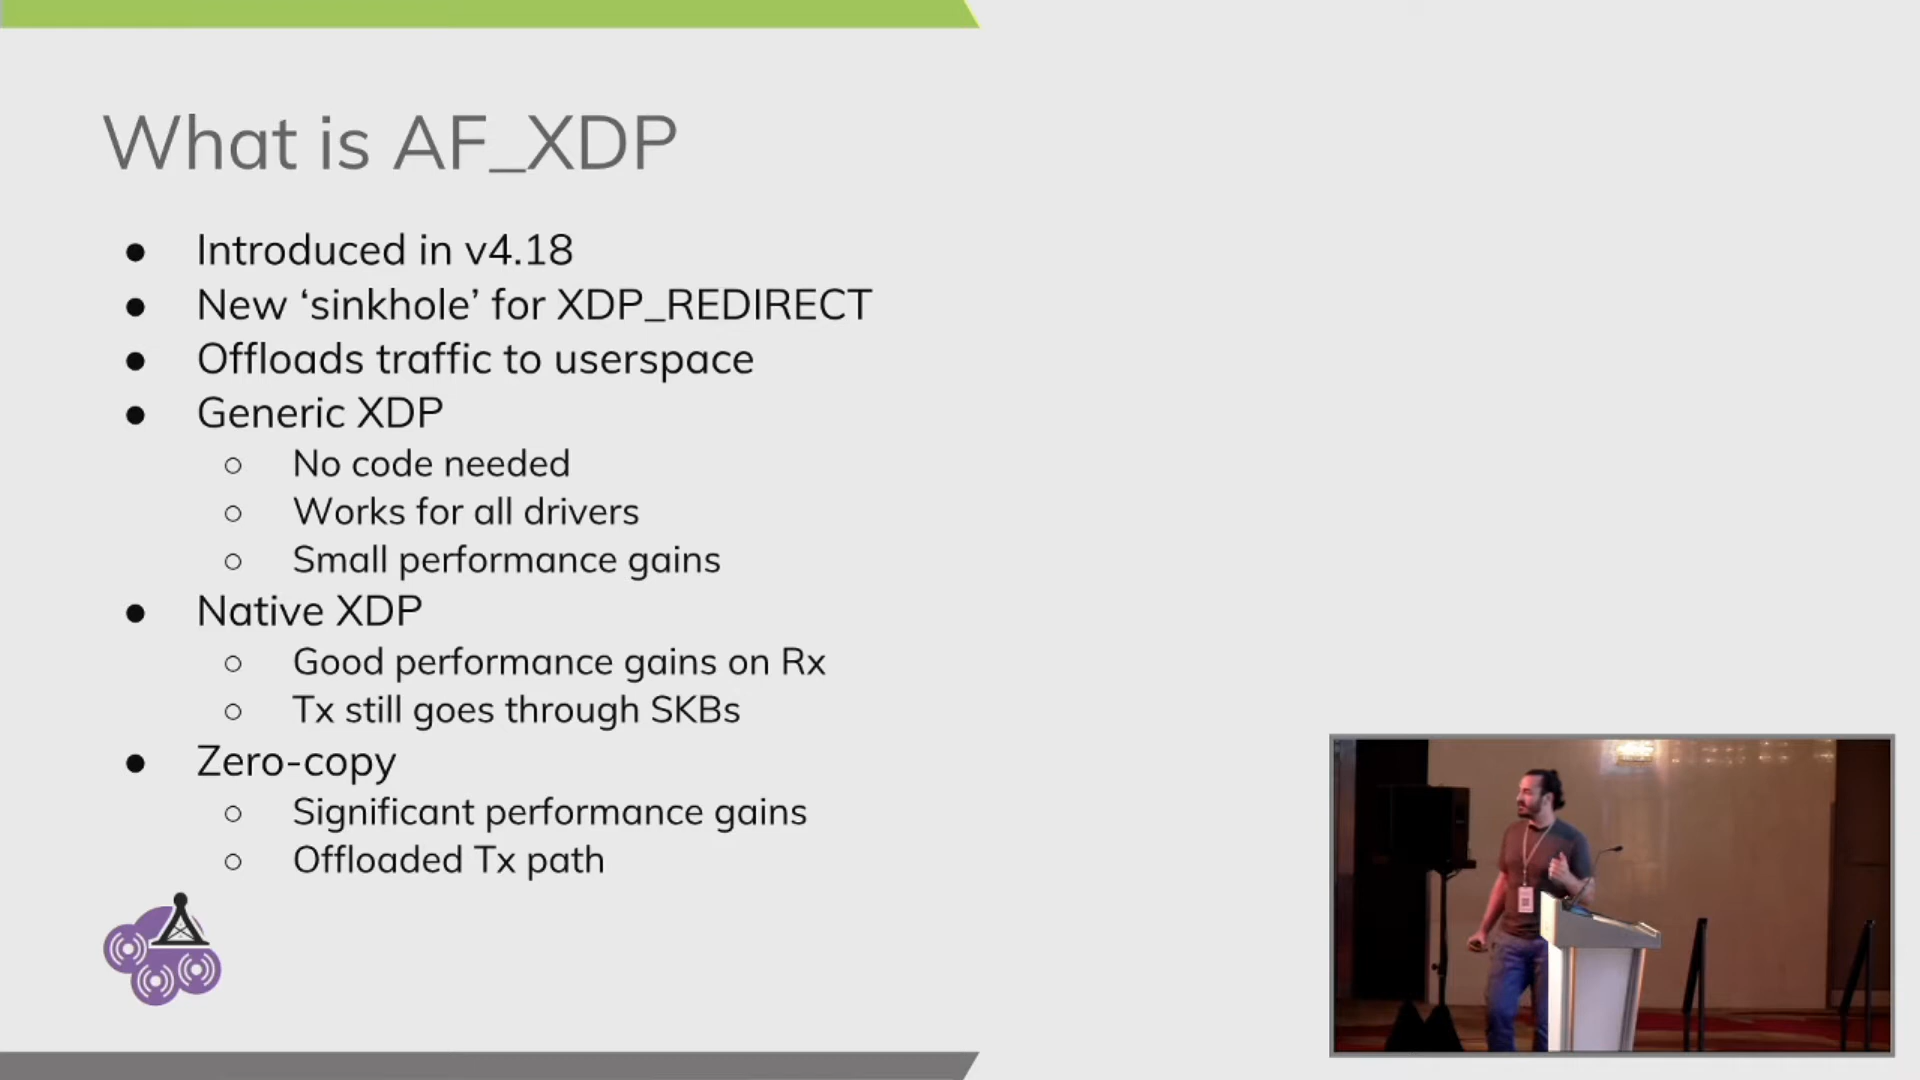 What is AF_XDP
● Introduced in v4.18
● New ‘sinkhole’ for XDP_REDIRECT
● Offloads traffic to userspace
● Generic XDP
○ No code needed
○ Works for all drivers
○ Small performance gains
● Native XDP
○ Good performance gains on Rx
○ Tx still goes through SKBs
● Zero-copy
○ Significant performance gains
○ Offloaded Tx path